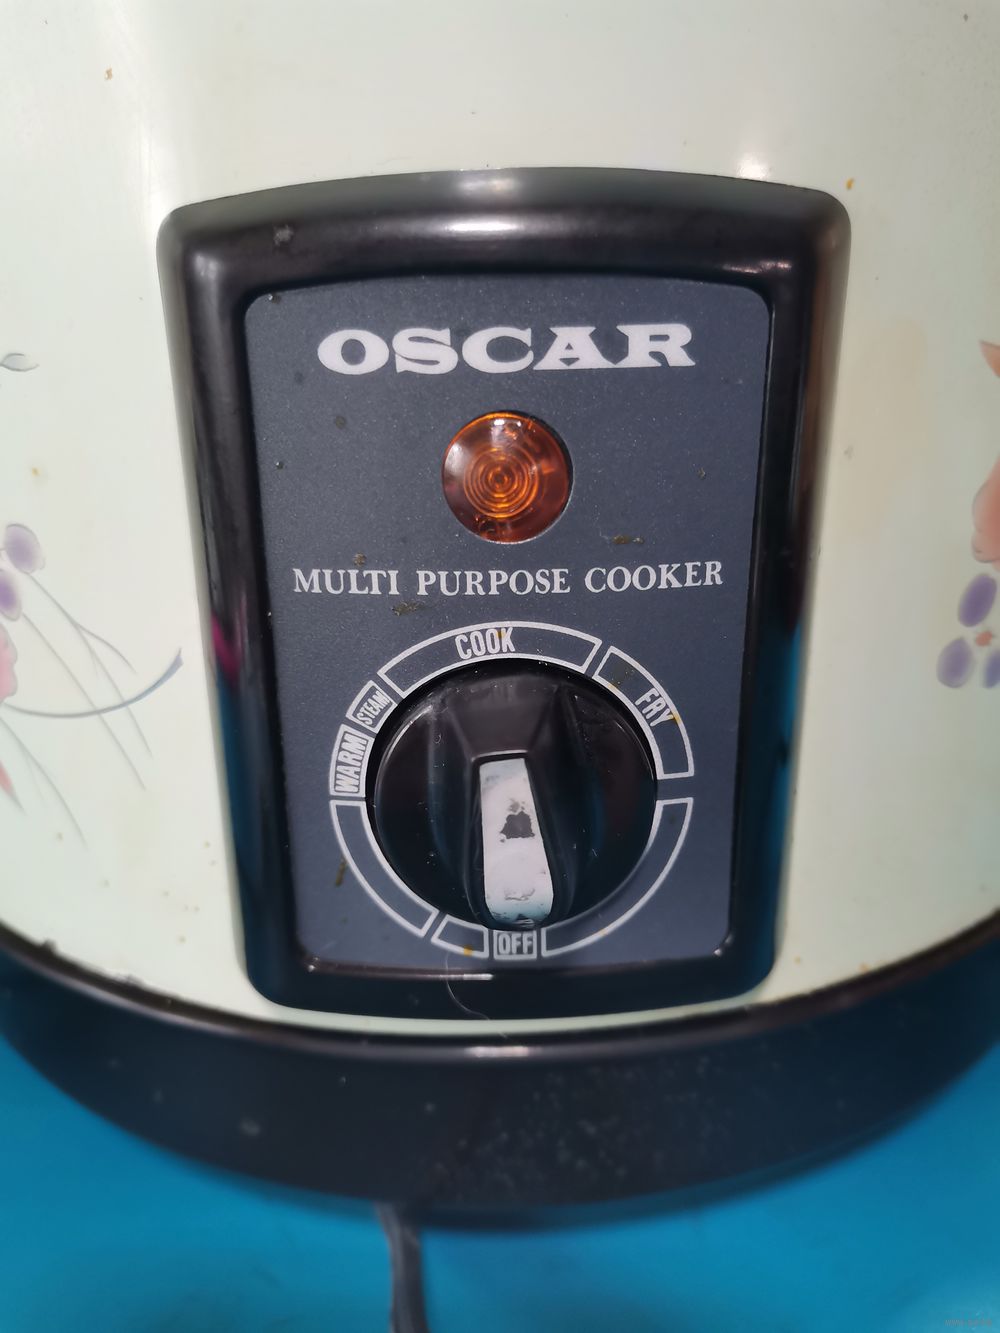 OSCAR
MULTI PURPOSE COOKER
COOK
FRY
STEAM
WARM
OFF